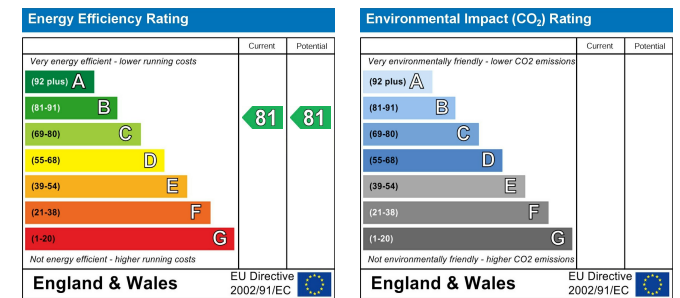 Energy Efficiency Rating
Current Potential
Very energy efficient - lower running costs
(92 plus) A
(81-91) B
81 81
(69-80) C
(55-68) D
(39-54) E
(21-38) F
(1-20) G
Not energy efficient - higher running costs
England & Wales
EU Directive
2002/91/EC
Environmental Impact (CO₂) Rating
Current Potential
Very environmentally friendly - lower CO2 emissions
(92 plus) A
(81-91) B
(69-80) C
(55-68) D
(39-54) E
(21-38) F
(1-20) G
Not environmentally friendly - higher CO2 emissions
England & Wales
EU Directive
2002/91/EC